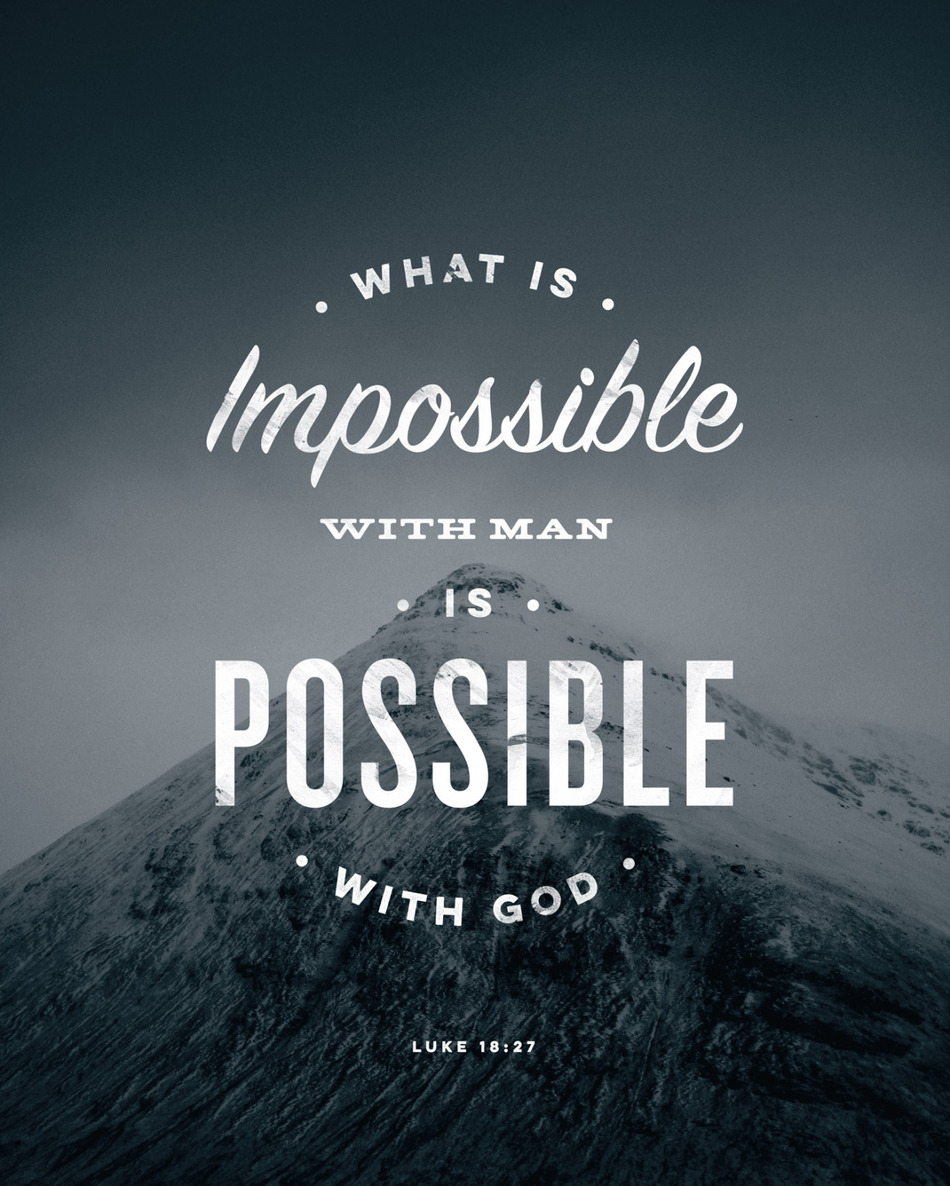 • WHAT IS •
Impossible
WITH MAN
• IS •
POSSIBLE
• WITH GOD •
LUKE 18:27